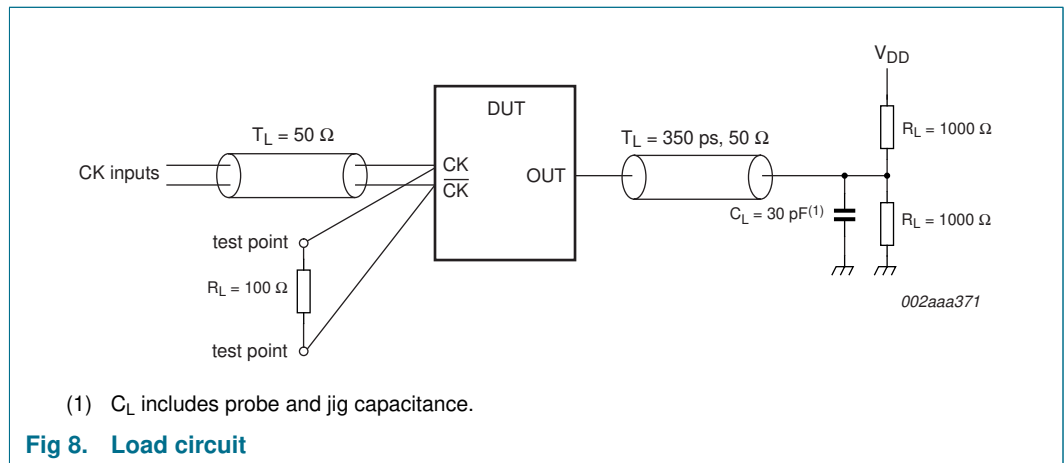 V_DD
DUT
R_L = 1000 Ω
T_L = 50 Ω
T_L = 350 ps, 50 Ω
CK inputs
CK
C̅K̅
OUT
C_L = 30 pF(1)
R_L = 1000 Ω
test point
R_L = 100 Ω
test point
002aaa371
(1) C_L includes probe and jig capacitance.
Fig 8. Load circuit